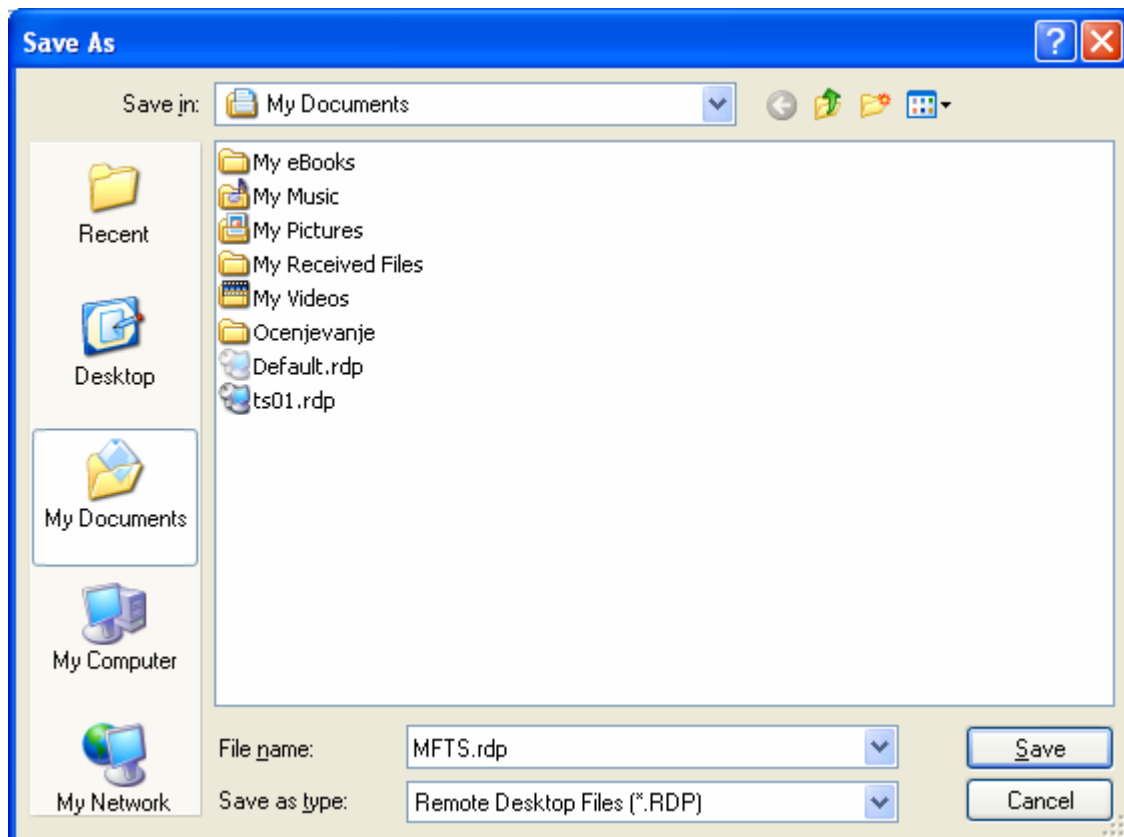 Save As
Save in: My Documents
Recent
Desktop
My Documents
My Computer
My Network
My eBooks
My Music
My Pictures
My Received Files
My Videos
Ocenjevanje
Default.rdp
ts01.rdp
File name: MFTS.rdp Save
Save as type: Remote Desktop Files (*.RDP) Cancel